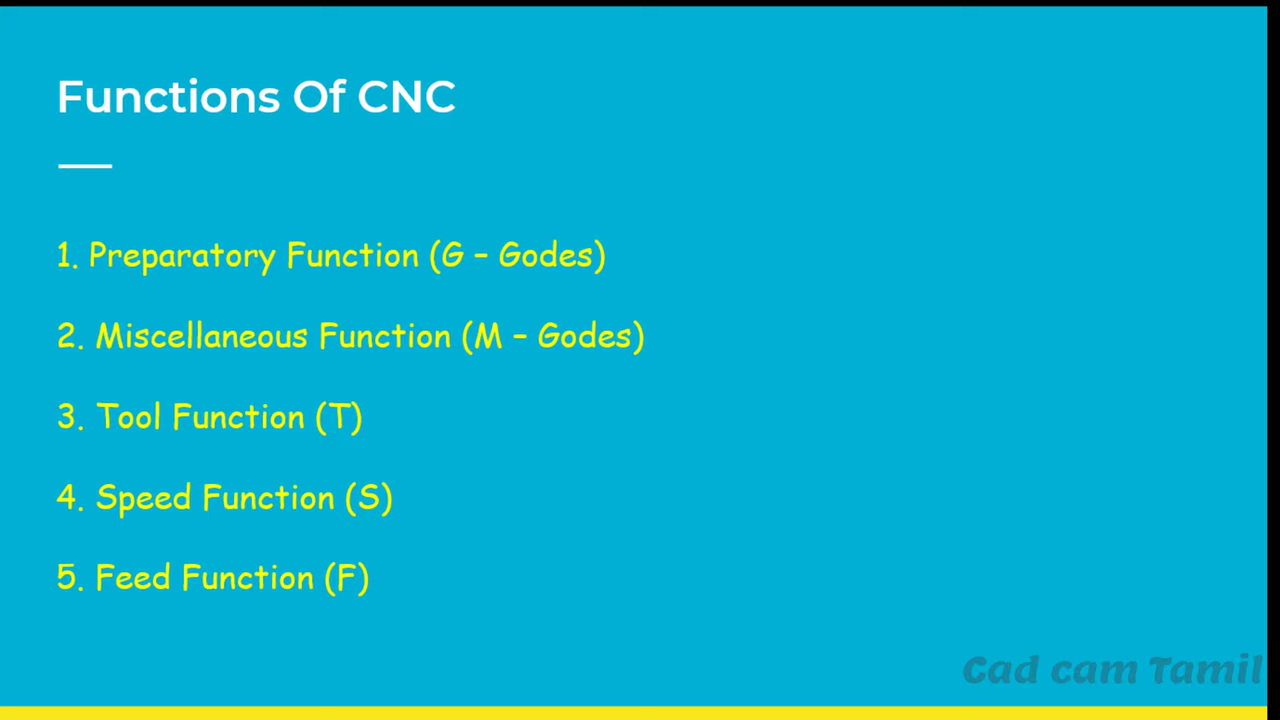 Functions Of CNC
1. Preparatory Function (G – Godes)
2. Miscellaneous Function (M – Godes)
3. Tool Function (T)
4. Speed Function (S)
5. Feed Function (F)
Cad cam Tamil